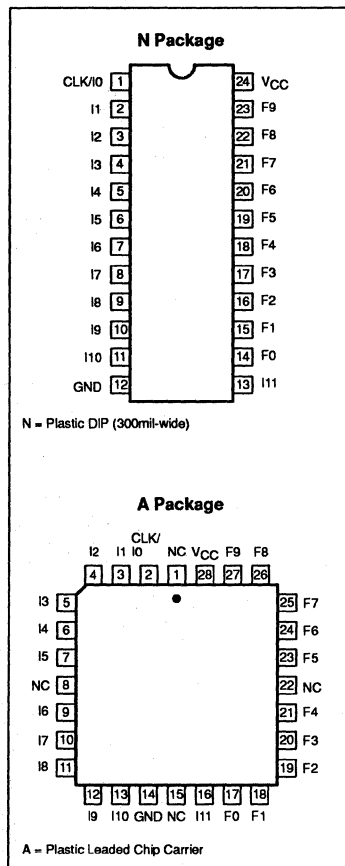 N Package
CLK/I0 1 24 VCC
I1 2 23 F9
I2 3 22 F8
I3 4 21 F7
I4 5 20 F6
I5 6 19 F5
I6 7 18 F4
I7 8 17 F3
I8 9 16 F2
I9 10 15 F1
I10 11 14 F0
GND 12 13 I11
N = Plastic DIP (300mil-wide)
A Package
CLK/
I2 I1 I0 NC VCC F9 F8
4 3 2 1 28 27 26
I3 5 25 F7
I4 6 24 F6
I5 7 23 F5
NC 8 22 NC
I6 9 21 F4
I7 10 20 F3
I8 11 19 F2
12 13 14 15 16 17 18
I9 I10 GND NC I11 F0 F1
A = Plastic Leaded Chip Carrier